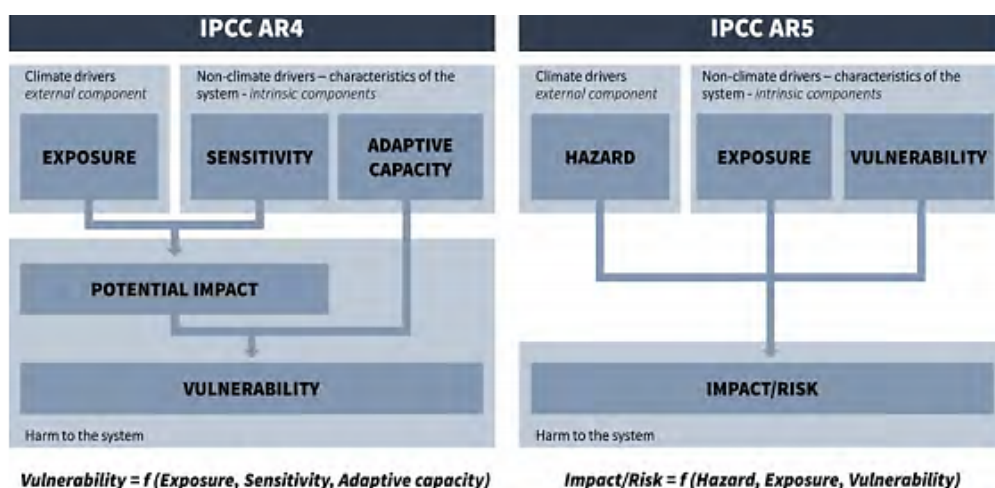 IPCC AR4
Climate drivers
external component
Non-climate drivers – characteristics of the
system - intrinsic components
EXPOSURE
SENSITIVITY
ADAPTIVE
CAPACITY
POTENTIAL IMPACT
VULNERABILITY
Harm to the system
Vulnerability = f (Exposure, Sensitivity, Adaptive capacity)
IPCC AR5
Climate drivers
external component
Non-climate drivers – characteristics of the
system - intrinsic components
HAZARD
EXPOSURE
VULNERABILITY
IMPACT/RISK
Harm to the system
Impact/Risk = f (Hazard, Exposure, Vulnerability)